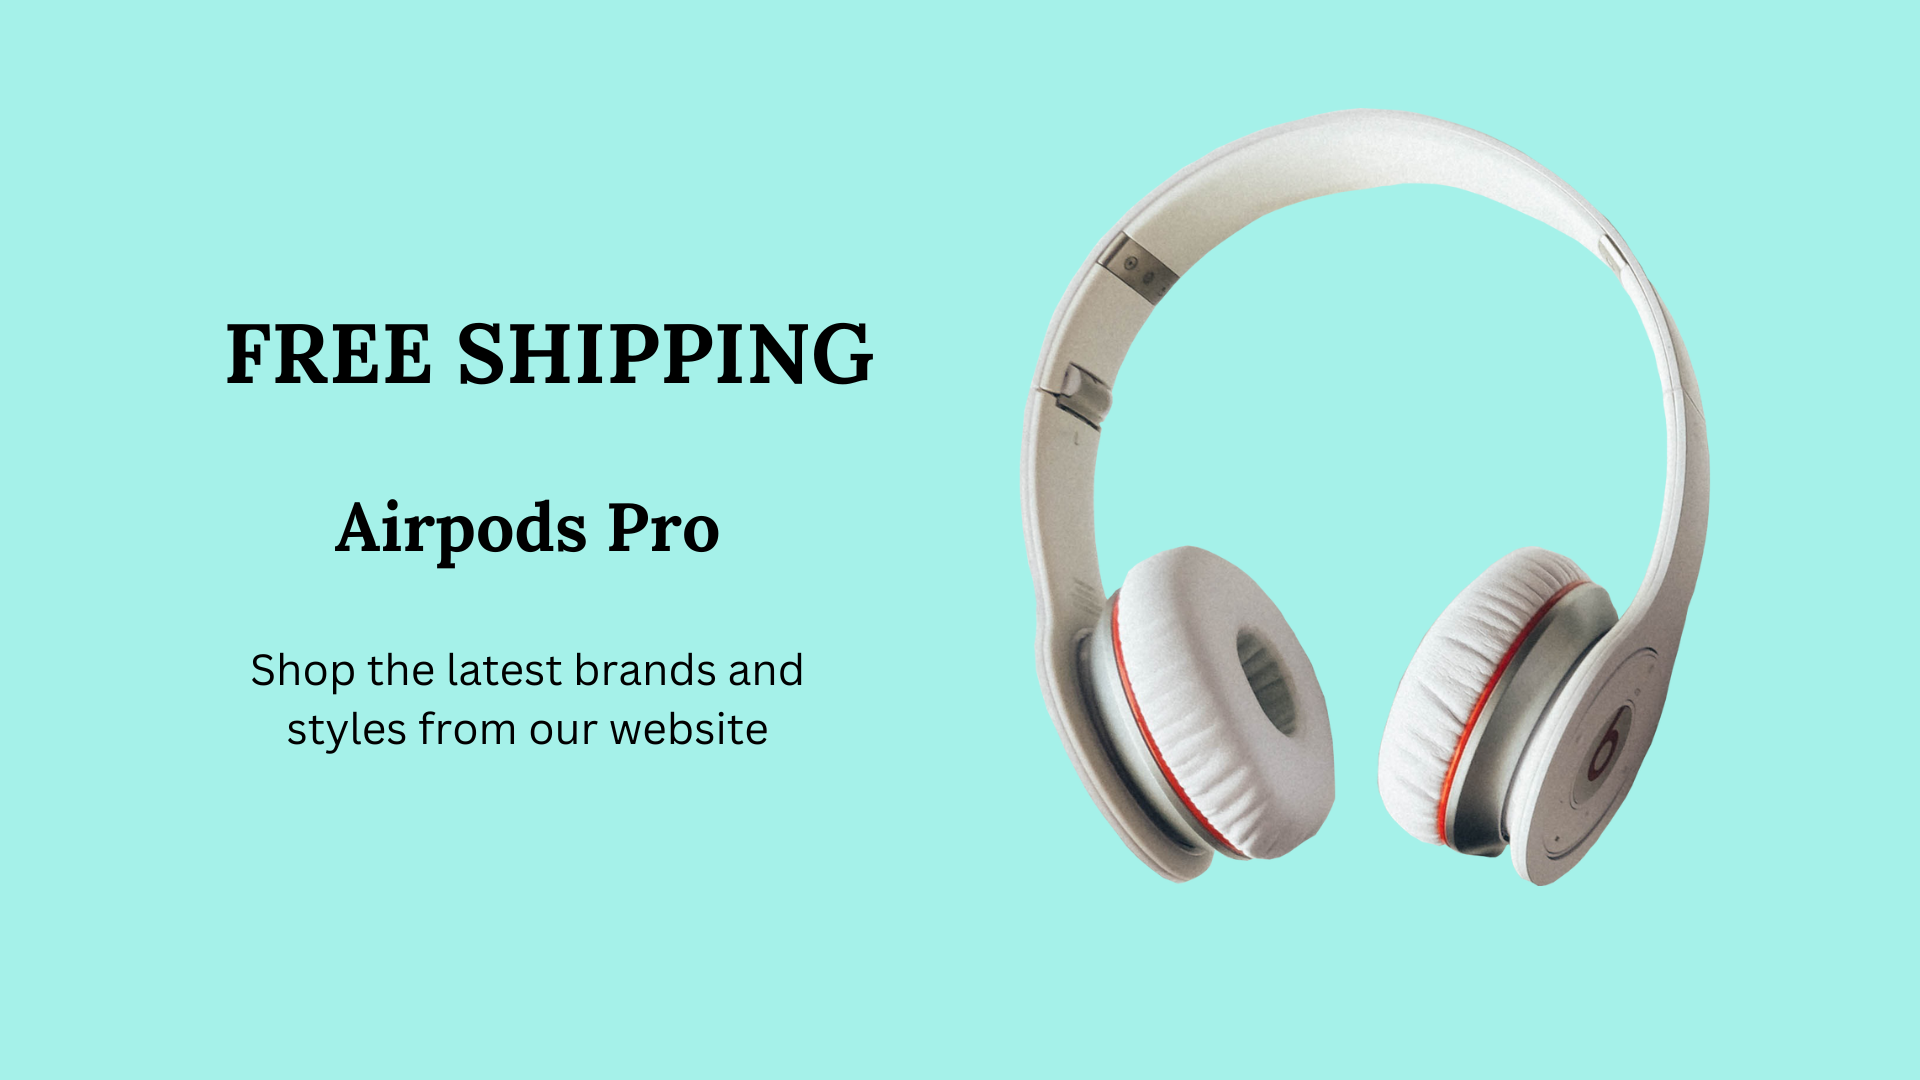 FREE SHIPPING
Airpods Pro
Shop the latest brands and
styles from our website
L